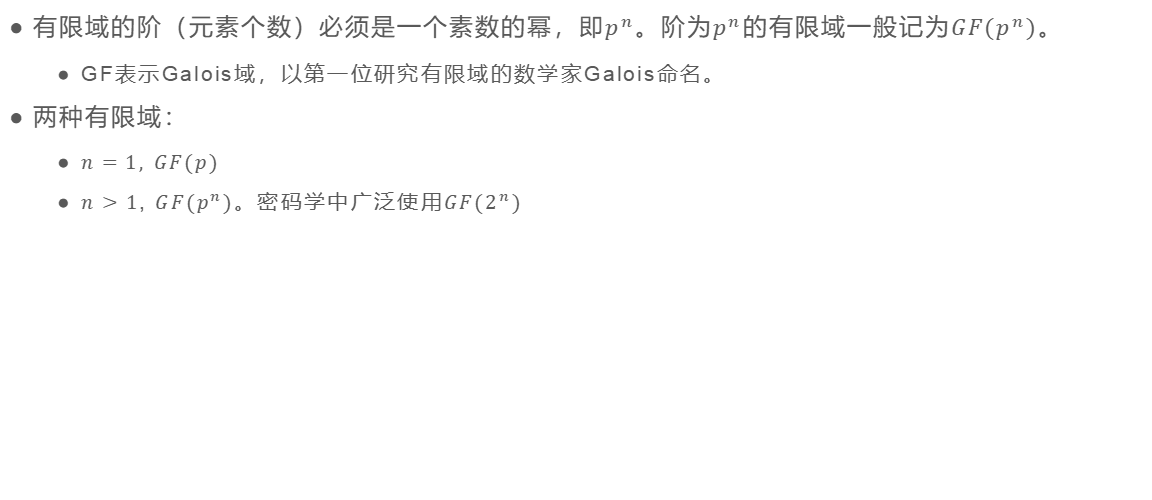 ● 有限域的阶（元素个数）必须是一个素数的幂，即pⁿ。阶为pⁿ的有限域一般记为GF(pⁿ)。
● GF表示Galois域，以第一位研究有限域的数学家Galois命名。
● 两种有限域：
● n = 1, GF(p)
● n > 1, GF(pⁿ)。密码学中广泛使用GF(2ⁿ)